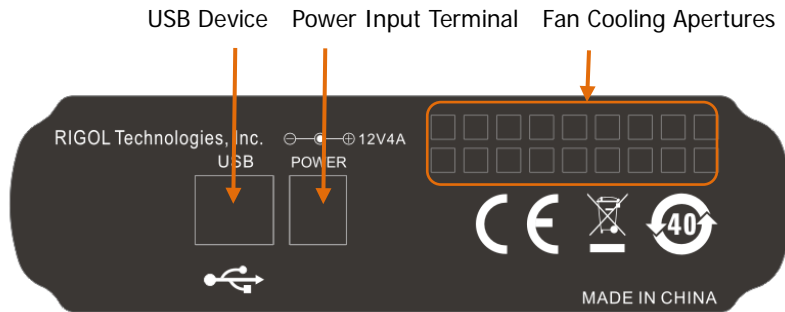 USB Device Power Input Terminal Fan Cooling Apertures
RIGOL Technologies, Inc. 12V4A
USB POWER
CE 40
MADE IN CHINA